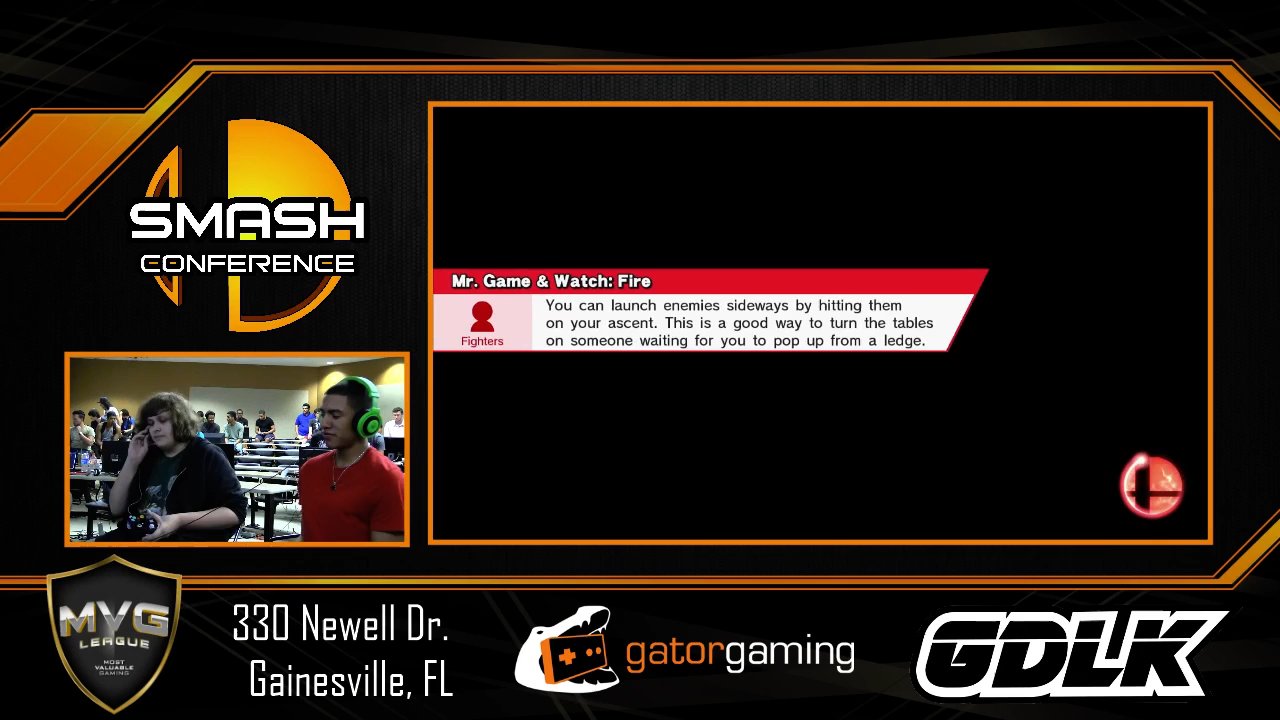 SMASH
CONFERENCE
Mr. Game & Watch: Fire
You can launch enemies sideways by hitting them
on your ascent. This is a good way to turn the tables
on someone waiting for you to pop up from a ledge.
Fighters
MVG
LEAGUE
MOST
VALUABLE
GAMING
330 Newell Dr.
Gainesville, FL
gatorgaming
GDLK